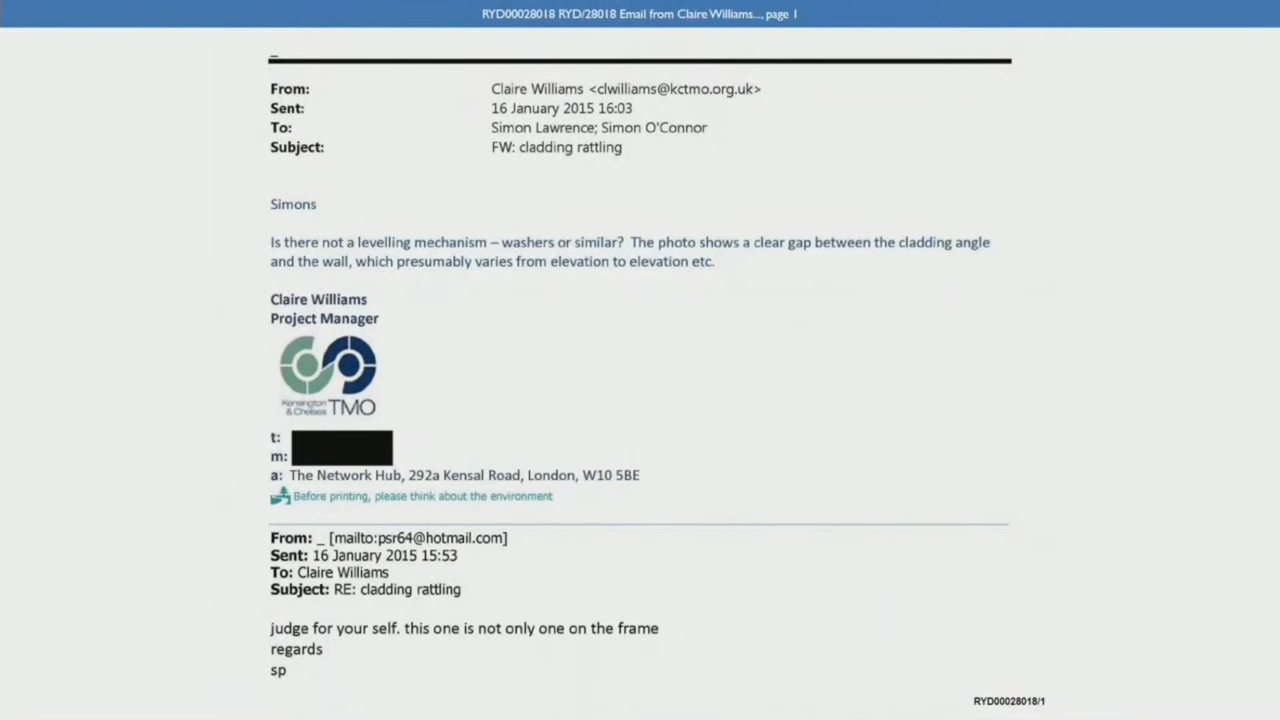 RYD00028018 RYD/28018 Email from Claire Williams..., page 1
_
From: Claire Williams <clwilliams@kctmo.org.uk>
Sent: 16 January 2015 16:03
To: Simon Lawrence; Simon O'Connor
Subject: FW: cladding rattling
Simons
Is there not a levelling mechanism – washers or similar? The photo shows a clear gap between the cladding angle
and the wall, which presumably varies from elevation to elevation etc.
Claire Williams
Project Manager
Kensington
& Chelsea TMO
t:
m:
a: The Network Hub, 292a Kensal Road, London, W10 5BE
Before printing, please think about the environment
From: _ [mailto:psr64@hotmail.com]
Sent: 16 January 2015 15:53
To: Claire Williams
Subject: RE: cladding rattling
judge for your self. this one is not only one on the frame
regards
sp
RYD00028018/1